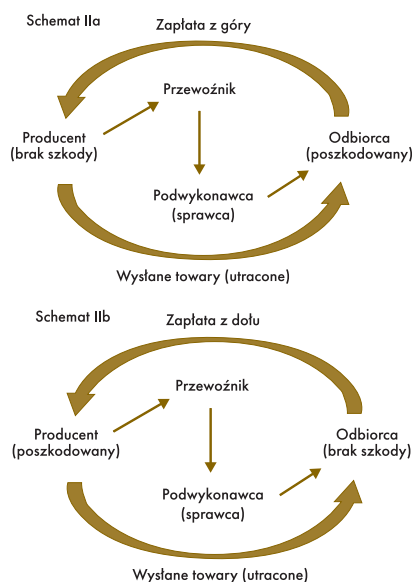 Schemat IIa
Zapłata z góry
Przewoźnik
Producent
(brak szkody)
Odbiorca
(poszkodowany)
Podwykonawca
(sprawca)
Wysłane towary (utracone)
Schemat IIb
Zapłata z dołu
Przewoźnik
Producent
(poszkodowany)
Odbiorca
(brak szkody)
Podwykonawca
(sprawca)
Wysłane towary (utracone)